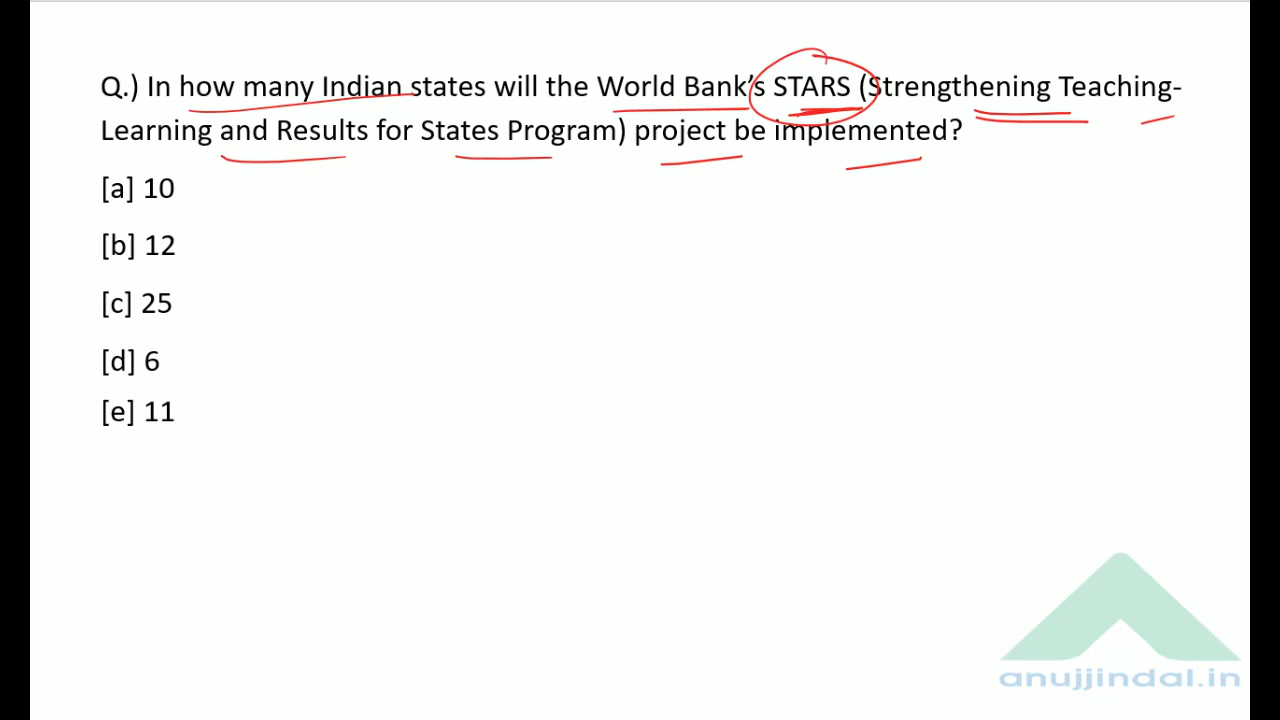 Q.) In how many Indian states will the World Bank’s STARS (Strengthening Teaching-
Learning and Results for States Program) project be implemented?
[a] 10
[b] 12
[c] 25
[d] 6
[e] 11
anujjindal.in